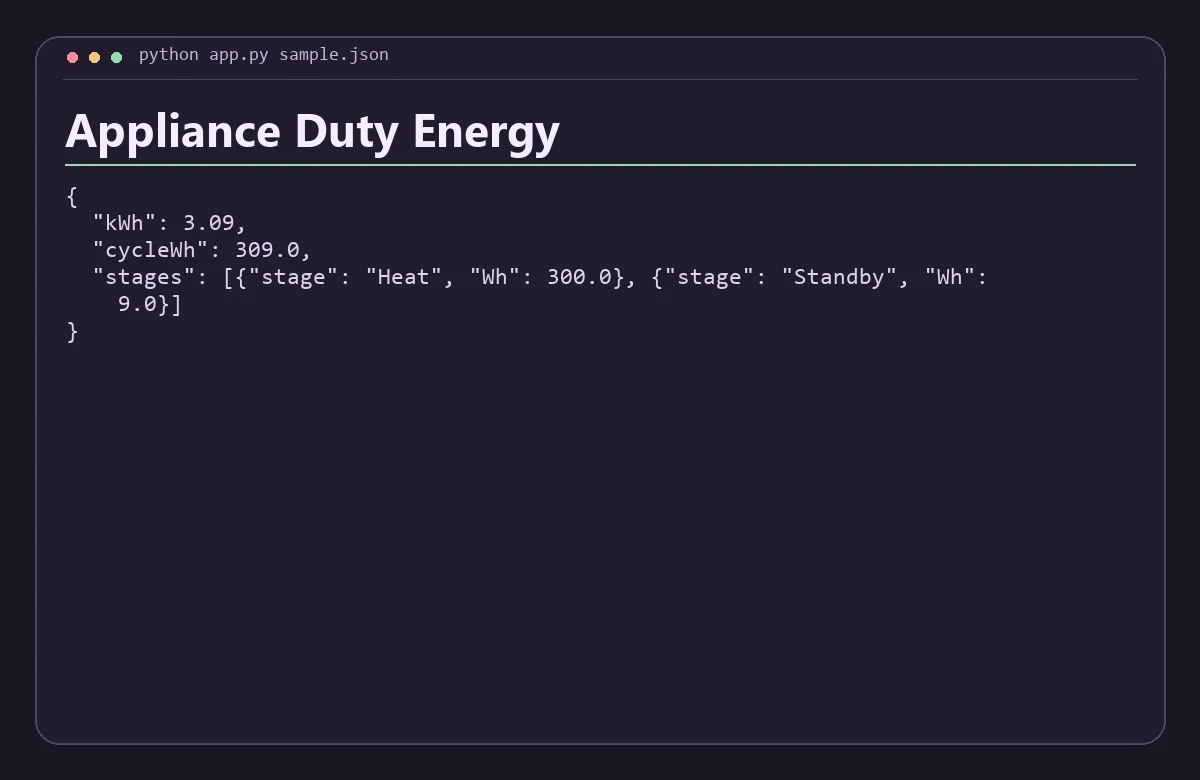 python app.py sample.json
Appliance Duty Energy
{
  "kWh": 3.09,
  "cycleWh": 309.0,
  "stages": [{"stage": "Heat", "Wh": 300.0}, {"stage": "Standby", "Wh":
    9.0}]
}